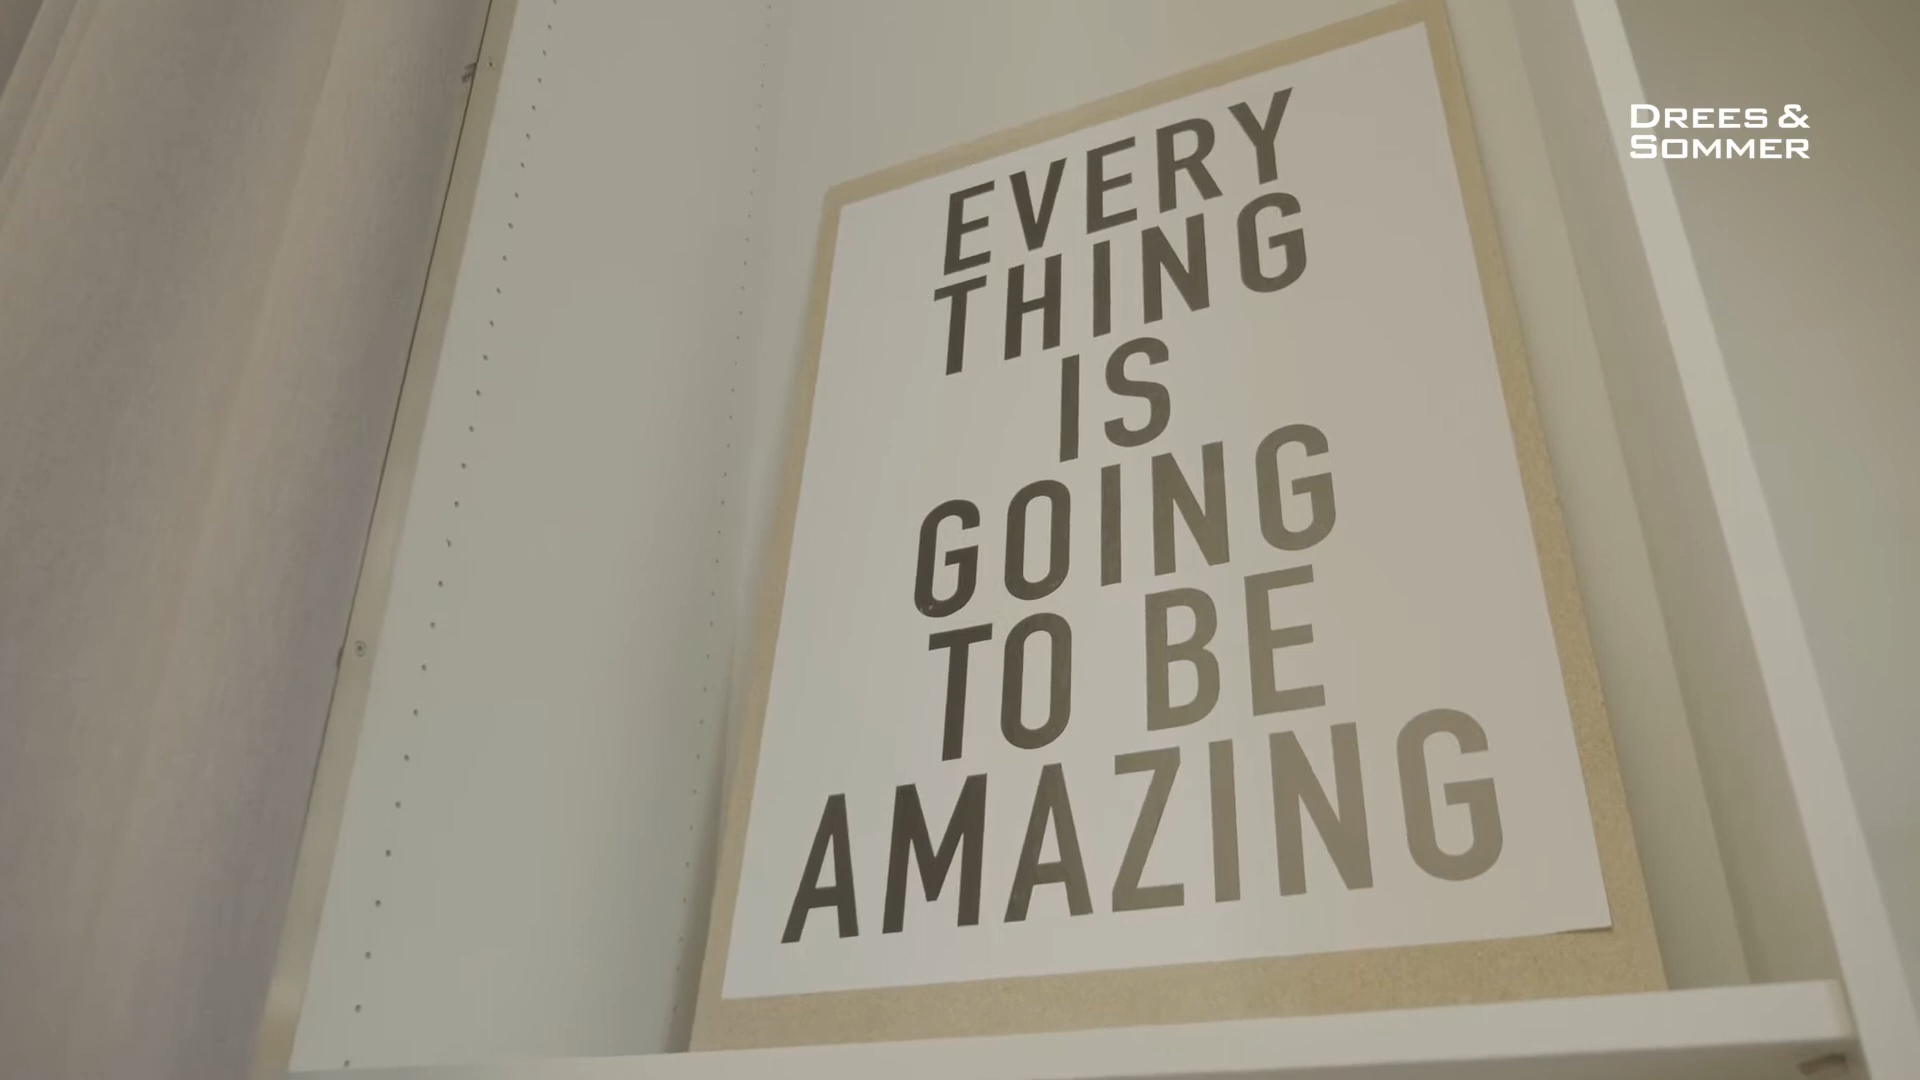 EVERY
THING
IS
GOING
TO BE
AMAZING
DREES &
SOMMER